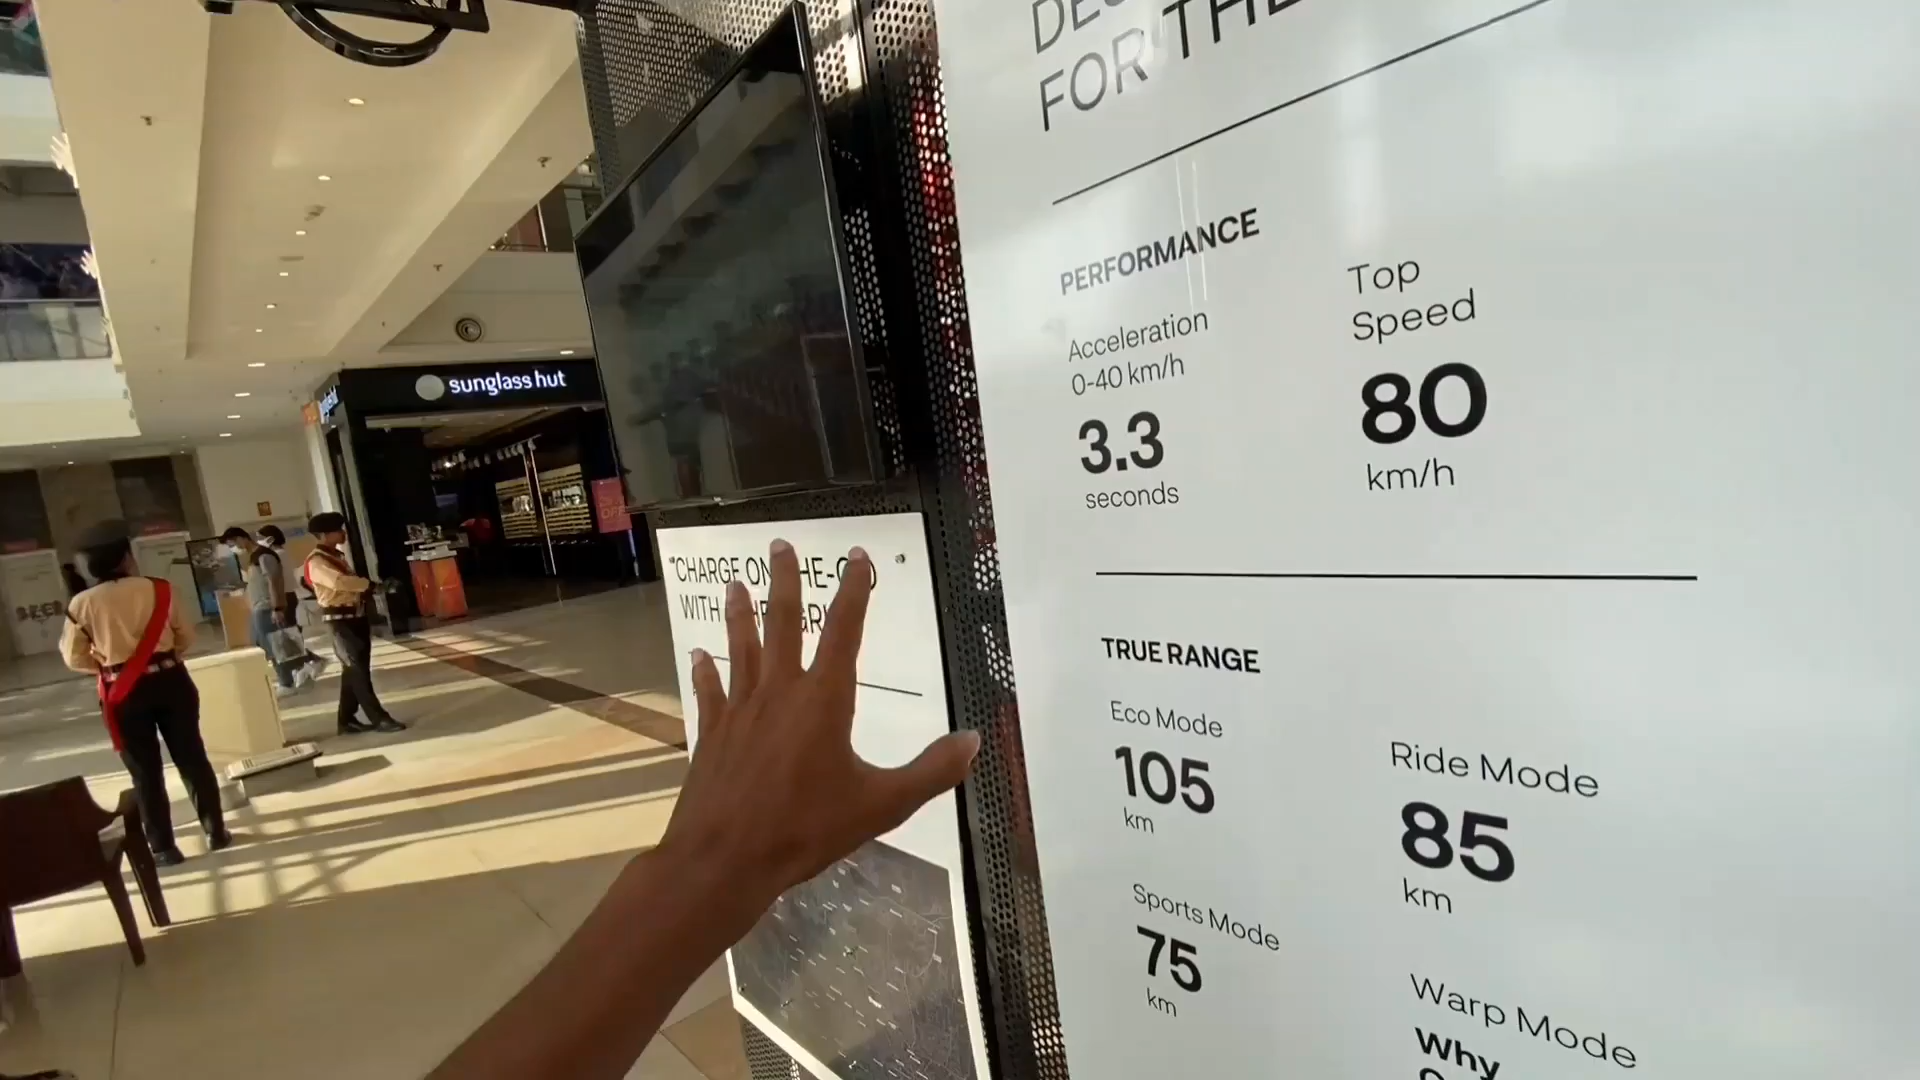 FOR THE
PERFORMANCE
Acceleration
0-40 km/h
3.3
seconds
Top
Speed
80
km/h
TRUE RANGE
Eco Mode
105
km
Ride Mode
85
km
Sports Mode
75
km
Warp Mode
Why
sunglass hut
"CHARGE ON
WITH
OFF